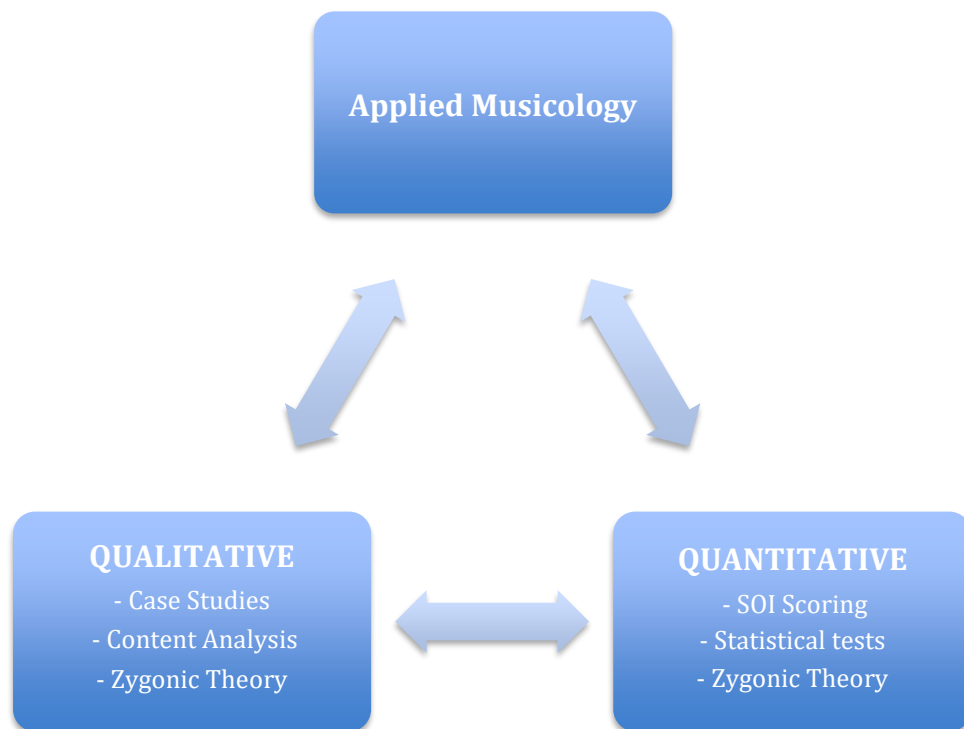 Applied Musicology
QUALITATIVE
- Case Studies
- Content Analysis
- Zygonic Theory
QUANTITATIVE
- SOI Scoring
- Statistical tests
- Zygonic Theory